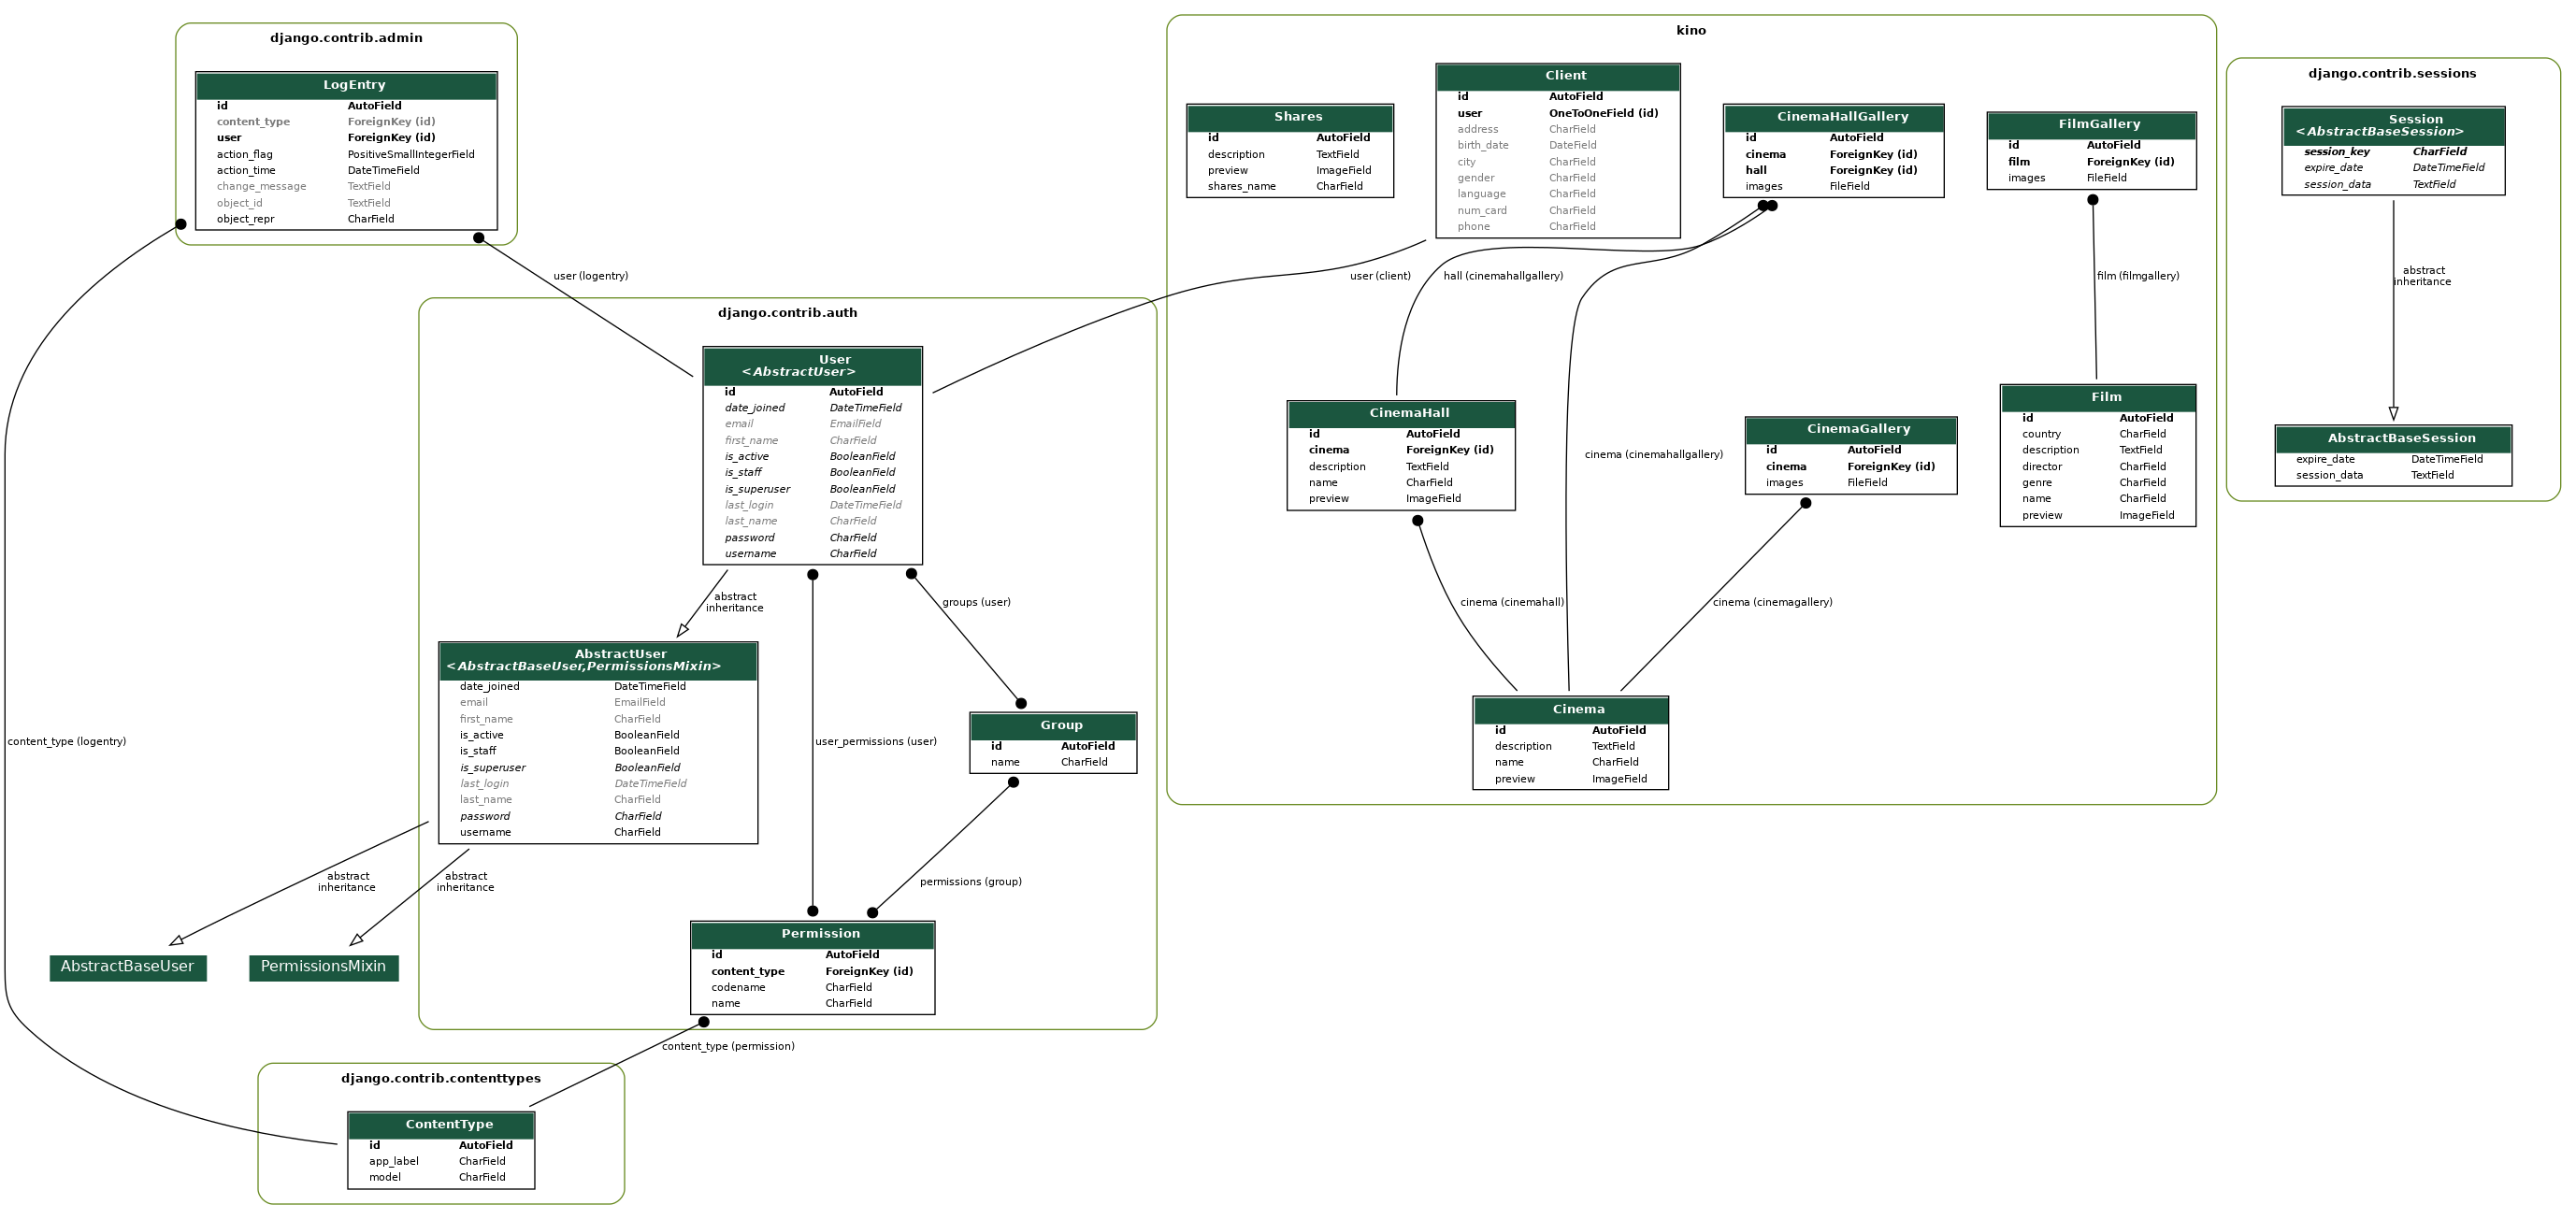 django.contrib.admin
LogEntry
id AutoField
content_type ForeignKey (id)
user ForeignKey (id)
action_flag PositiveSmallIntegerField
action_time DateTimeField
change_message TextField
object_id TextField
object_repr CharField
kino
Shares
id AutoField
description TextField
preview ImageField
shares_name CharField
Client
id AutoField
user OneToOneField (id)
address CharField
birth_date DateField
city CharField
gender CharField
language CharField
num_card CharField
phone CharField
CinemaHallGallery
id AutoField
cinema ForeignKey (id)
hall ForeignKey (id)
images FileField
FilmGallery
id AutoField
film ForeignKey (id)
images FileField
django.contrib.sessions
Session
<AbstractBaseSession>
session_key CharField
expire_date DateTimeField
session_data TextField
user (logentry)
user (client)
hall (cinemahallgallery)
film (filmgallery)
abstract
inheritance
django.contrib.auth
User
<AbstractUser>
id AutoField
date_joined DateTimeField
email EmailField
first_name CharField
is_active BooleanField
is_staff BooleanField
is_superuser BooleanField
last_login DateTimeField
last_name CharField
password CharField
username CharField
CinemaHall
id AutoField
cinema ForeignKey (id)
description TextField
name CharField
preview ImageField
cinema (cinemahallgallery)
CinemaGallery
id AutoField
cinema ForeignKey (id)
images FileField
Film
id AutoField
country CharField
description TextField
director CharField
genre CharField
name CharField
preview ImageField
AbstractBaseSession
expire_date DateTimeField
session_data TextField
abstract
inheritance
groups (user)
cinema (cinemahall)
cinema (cinemagallery)
AbstractUser
<AbstractBaseUser,PermissionsMixin>
date_joined DateTimeField
email EmailField
first_name CharField
is_active BooleanField
is_staff BooleanField
is_superuser BooleanField
last_login DateTimeField
last_name CharField
password CharField
username CharField
content_type (logentry)
user_permissions (user)
Group
id AutoField
name CharField
Cinema
id AutoField
description TextField
name CharField
preview ImageField
abstract
inheritance
abstract
inheritance
permissions (group)
AbstractBaseUser
PermissionsMixin
Permission
id AutoField
content_type ForeignKey (id)
codename CharField
name CharField
content_type (permission)
django.contrib.contenttypes
ContentType
id AutoField
app_label CharField
model CharField